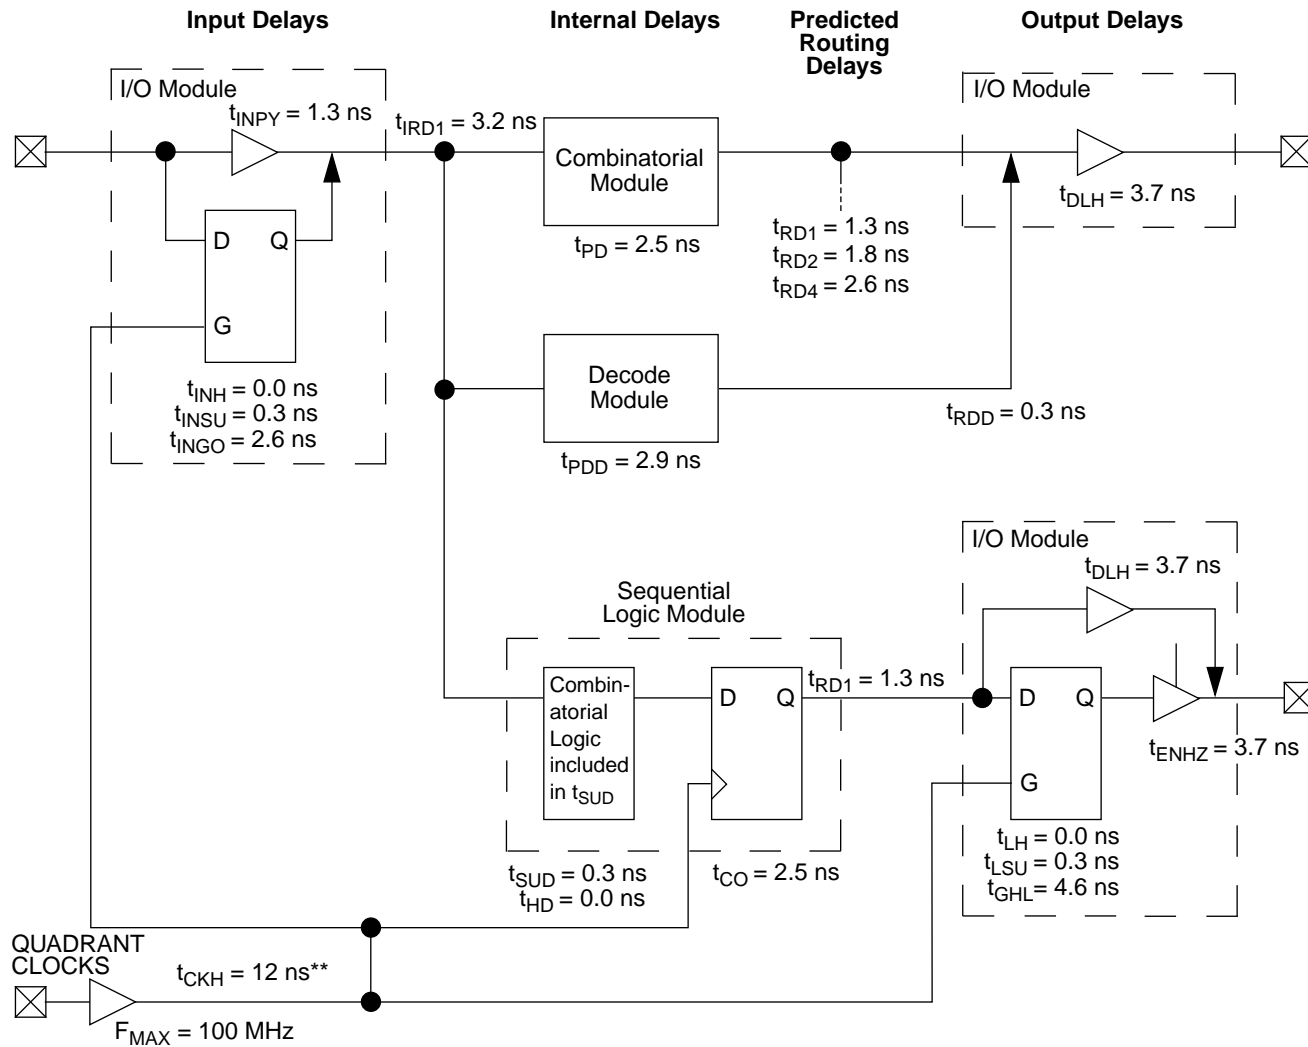 Input Delays
Internal Delays
Predicted
Routing
Delays
Output Delays
I/O Module
tINPY = 1.3 ns
tIRD1 = 3.2 ns
Combinatorial
Module
tPD = 2.5 ns
tRD1 = 1.3 ns
tRD2 = 1.8 ns
tRD4 = 2.6 ns
I/O Module
tDLH = 3.7 ns
D
Q
G
tINH = 0.0 ns
tINSU = 0.3 ns
tINGO = 2.6 ns
Decode
Module
tPDD = 2.9 ns
tRDD = 0.3 ns
Sequential
Logic Module
Combin-
atorial
Logic
included
in tSUD
D
Q
tRD1 = 1.3 ns
tSUD = 0.3 ns
tHD = 0.0 ns
tCO = 2.5 ns
I/O Module
tDLH = 3.7 ns
D
Q
G
tENHZ = 3.7 ns
tLH = 0.0 ns
tLSU = 0.3 ns
tGHL= 4.6 ns
QUADRANT
CLOCKS
tCKH = 12 ns**
FMAX = 100 MHz